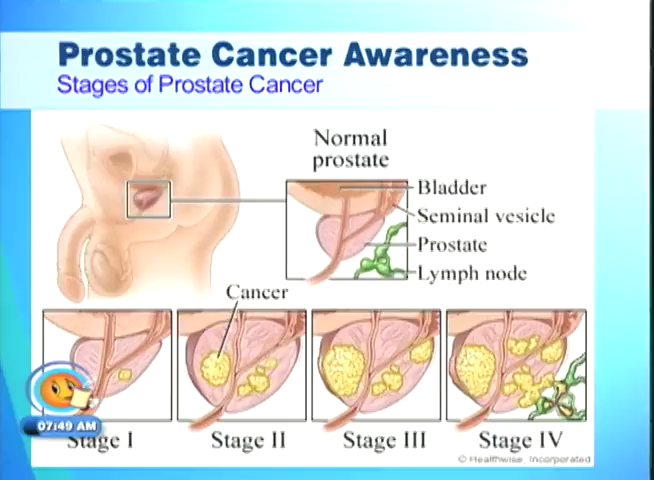 Prostate Cancer Awareness
Stages of Prostate Cancer
Normal
prostate
Bladder
Seminal vesicle
Prostate
Lymph node
Cancer
07:49 AM
Stage I
Stage II
Stage III
Stage IV
© Healthwise, Incorporated